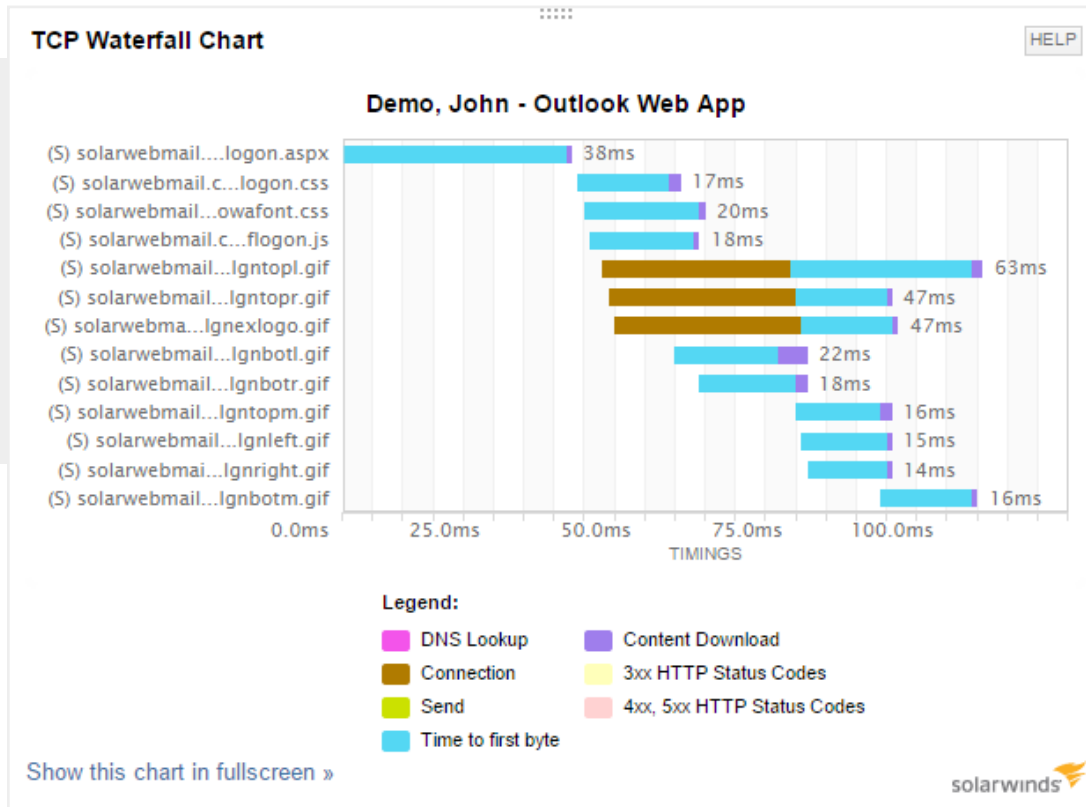 TCP Waterfall Chart
HELP
Demo, John - Outlook Web App
(S) solarwebmail....logon.aspx 38ms
(S) solarwebmail.c...logon.css 17ms
(S) solarwebmail...owafont.css 20ms
(S) solarwebmail.c...flogon.js 18ms
(S) solarwebmail...lgntopl.gif 63ms
(S) solarwebmail...lgntopr.gif 47ms
(S) solarwebma...lgnexlogo.gif 47ms
(S) solarwebmail...lgnbotl.gif 22ms
(S) solarwebmail...lgnbotr.gif 18ms
(S) solarwebmail...lgntopm.gif 16ms
(S) solarwebmail...lgnleft.gif 15ms
(S) solarwebmai...lgnright.gif 14ms
(S) solarwebmail...lgnbotm.gif 16ms
0.0ms 25.0ms 50.0ms 75.0ms 100.0ms
TIMINGS
Legend:
DNS Lookup Content Download
Connection 3xx HTTP Status Codes
Send 4xx, 5xx HTTP Status Codes
Time to first byte
Show this chart in fullscreen »
solarwinds